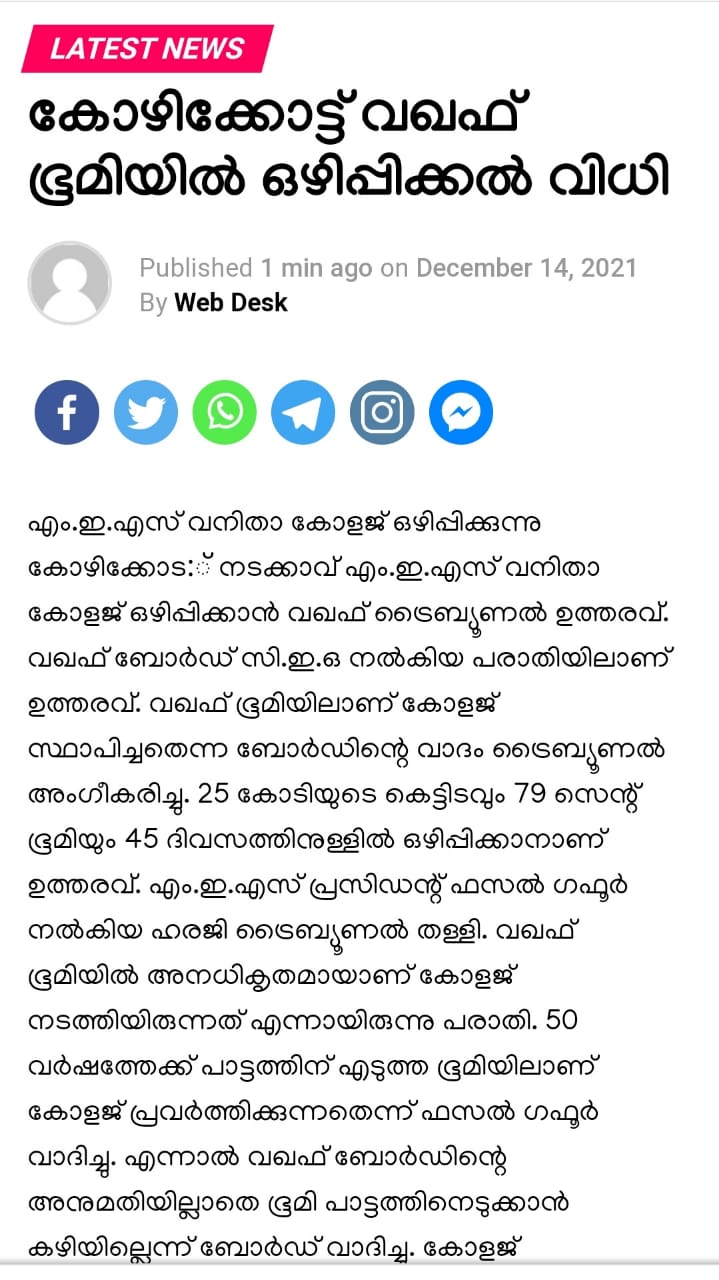 LATEST NEWS
കോഴിക്കോട്ട് വഖഫ്
ഭൂമിയിൽ ഒഴിപ്പിക്കൽ വിധി
Published 1 min ago on December 14, 2021
By Web Desk
എം.ഇ.എസ് വനിതാ കോളജ് ഒഴിപ്പിക്കുന്നു
കോഴിക്കോട:് നടക്കാവ് എം.ഇ.എസ് വനിതാ
കോളജ് ഒഴിപ്പിക്കാൻ വഖഫ് ട്രൈബ്യൂണൽ ഉത്തരവ്.
വഖഫ് ബോർഡ് സി.ഇ.ഒ നൽകിയ പരാതിയിലാണ്
ഉത്തരവ്. വഖഫ് ഭൂമിയിലാണ് കോളജ്
സ്ഥാപിച്ചതെന്ന ബോർഡിന്റെ വാദം ട്രൈബ്യൂണൽ
അംഗീകരിച്ചു. 25 കോടിയുടെ കെട്ടിടവും 79 സെന്റ്
ഭൂമിയും 45 ദിവസത്തിനുള്ളിൽ ഒഴിപ്പിക്കാനാണ്
ഉത്തരവ്. എം.ഇ.എസ് പ്രസിഡന്റ് ഫസൽ ഗഫൂർ
നൽകിയ ഹരജി ട്രൈബ്യൂണൽ തള്ളി. വഖഫ്
ഭൂമിയിൽ അനധികൃതമായാണ് കോളജ്
നടത്തിയിരുന്നത് എന്നായിരുന്നു പരാതി. 50
വർഷത്തേക്ക് പാട്ടത്തിന് എടുത്ത ഭൂമിയിലാണ്
കോളജ് പ്രവർത്തിക്കുന്നതെന്ന് ഫസൽ ഗഫൂർ
വാദിച്ചു. എന്നാൽ വഖഫ് ബോർഡിന്റെ
അനുമതിയില്ലാതെ ഭൂമി പാട്ടത്തിനെടുക്കാൻ
കഴിയില്ലെന്ന് ബോർഡ് വാദിച്ചു. കോളജ്